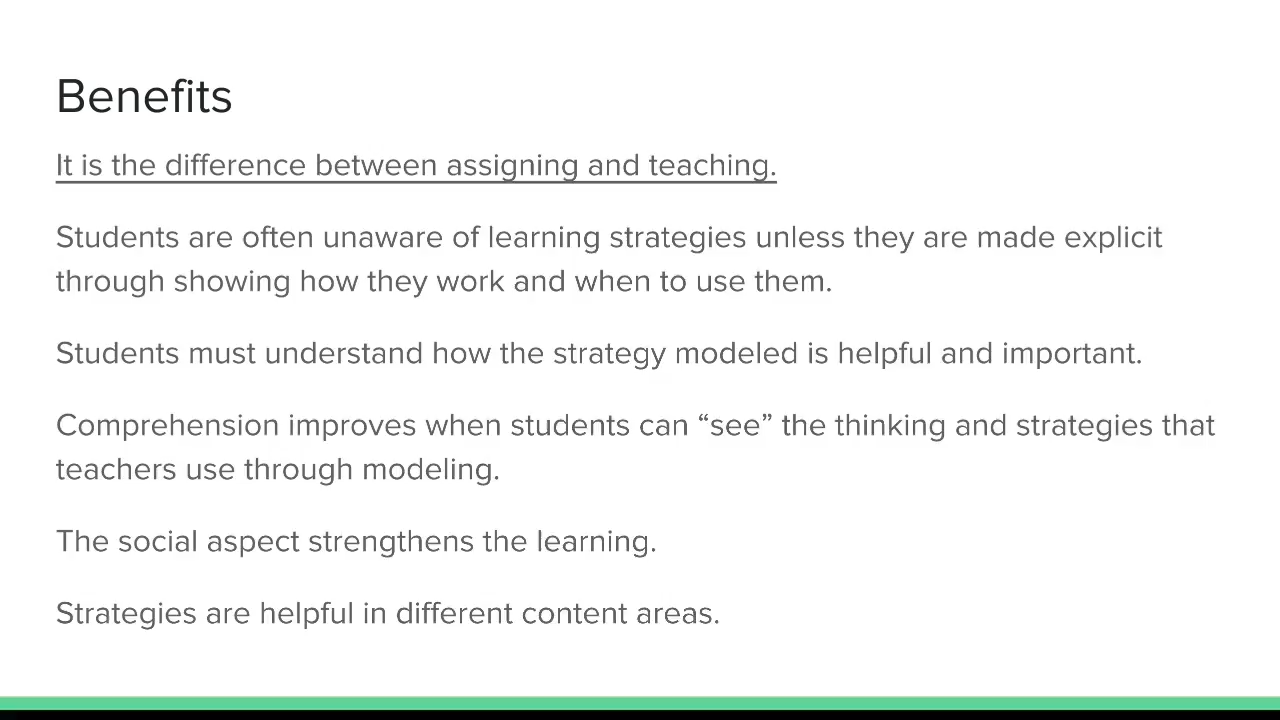 Benefits
It is the difference between assigning and teaching.
Students are often unaware of learning strategies unless they are made explicit
through showing how they work and when to use them.
Students must understand how the strategy modeled is helpful and important.
Comprehension improves when students can “see” the thinking and strategies that
teachers use through modeling.
The social aspect strengthens the learning.
Strategies are helpful in different content areas.